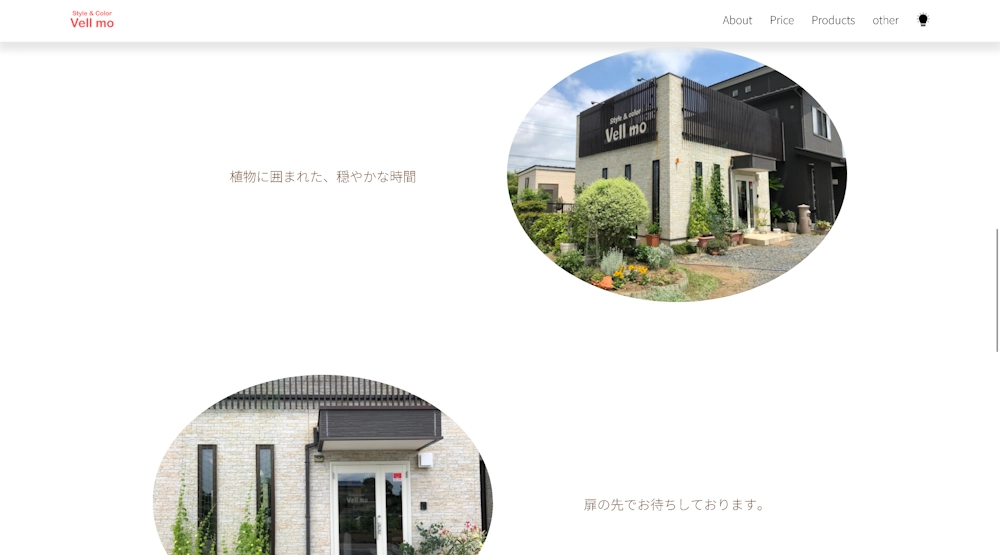 Style & Color
Vell mo
About
Price
Products
other
植物に囲まれた、穏やかな時間
Style & color
Vell mo
Vell mo
扉の先でお待ちしております。